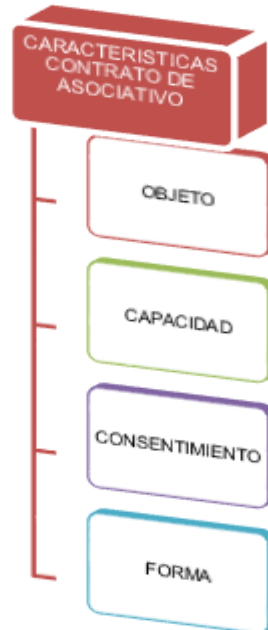 CARACTERISTICAS
CONTRATO DE
ASOCIATIVO
OBJETO
CAPACIDAD
CONSENTIMIENTO
FORMA